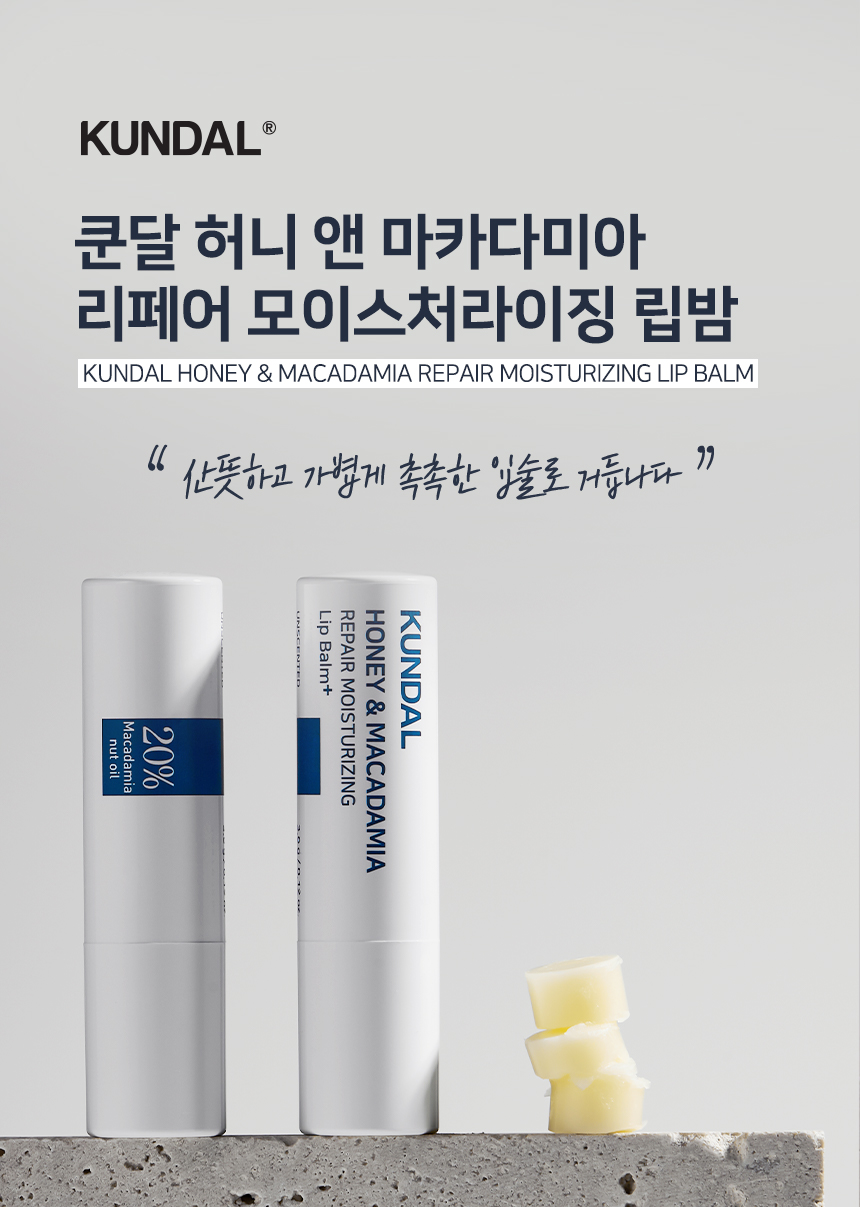 KUNDAL®
쿤달 허니 앤 마카다미아
리페어 모이스처라이징 립밤
KUNDAL HONEY & MACADAMIA REPAIR MOISTURIZING LIP BALM
“ 산뜻하고 가볍게 촉촉한 입술로 거듭나다 ”
20%
Macadamia
nut oil
KUNDAL
HONEY & MACADAMIA
REPAIR MOISTURIZING
Lip Balm+
UNSCENTED